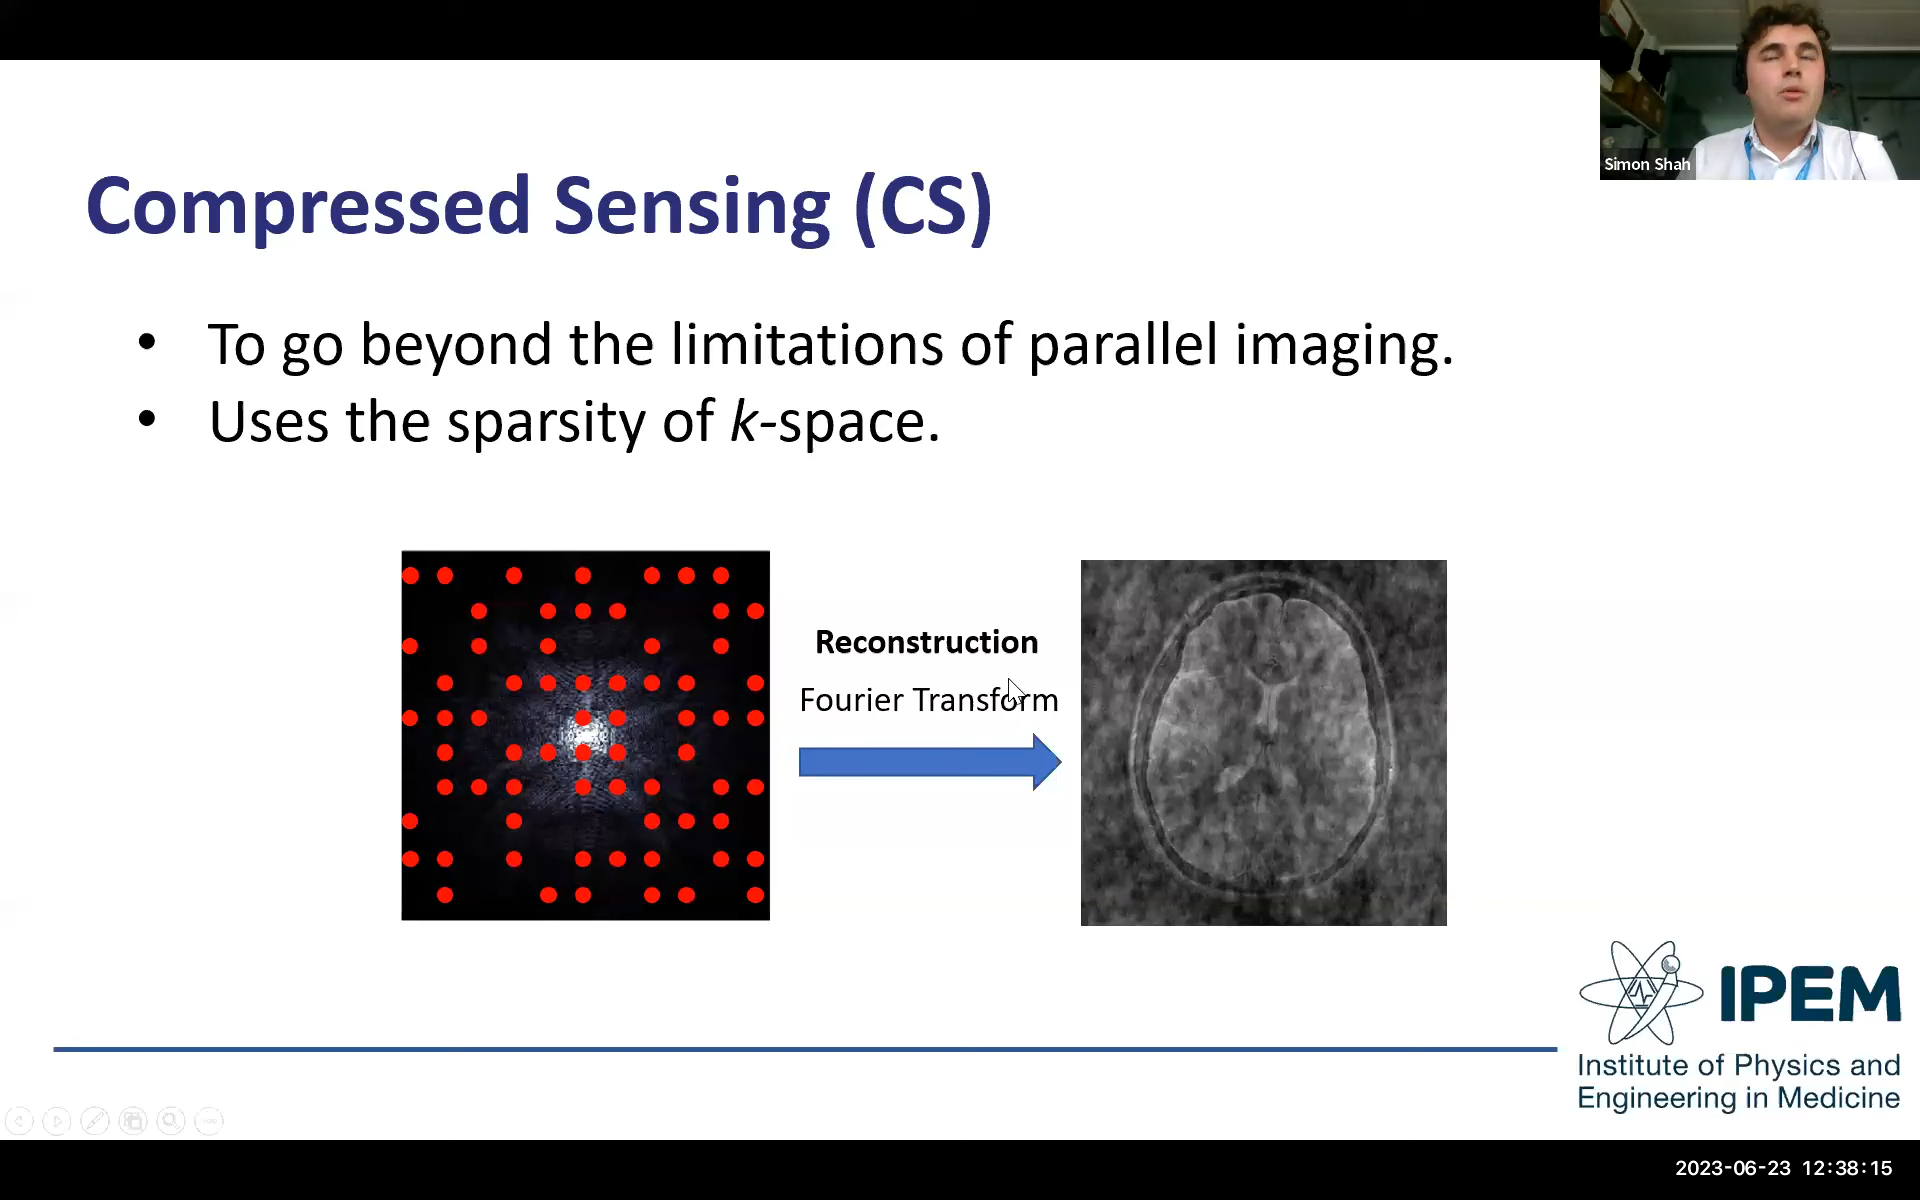 Simon Shah
Compressed Sensing (CS)
• To go beyond the limitations of parallel imaging.
• Uses the sparsity of k-space.
Reconstruction
Fourier Transform
IPEM
Institute of Physics and
Engineering in Medicine
2023-06-23 12:38:15